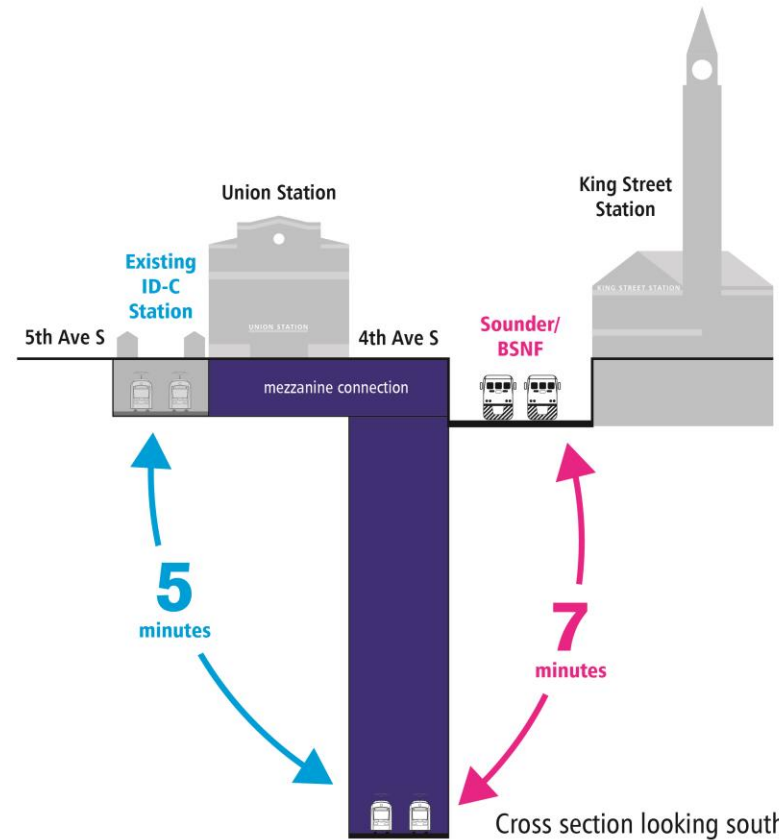 King Street
Station
Union Station
Existing
ID-C
Station
UNION STATION
KING STREET STATION
5th Ave S
4th Ave S
Sounder/
BSNF
mezzanine connection
5
minutes
7
minutes
Cross section looking south